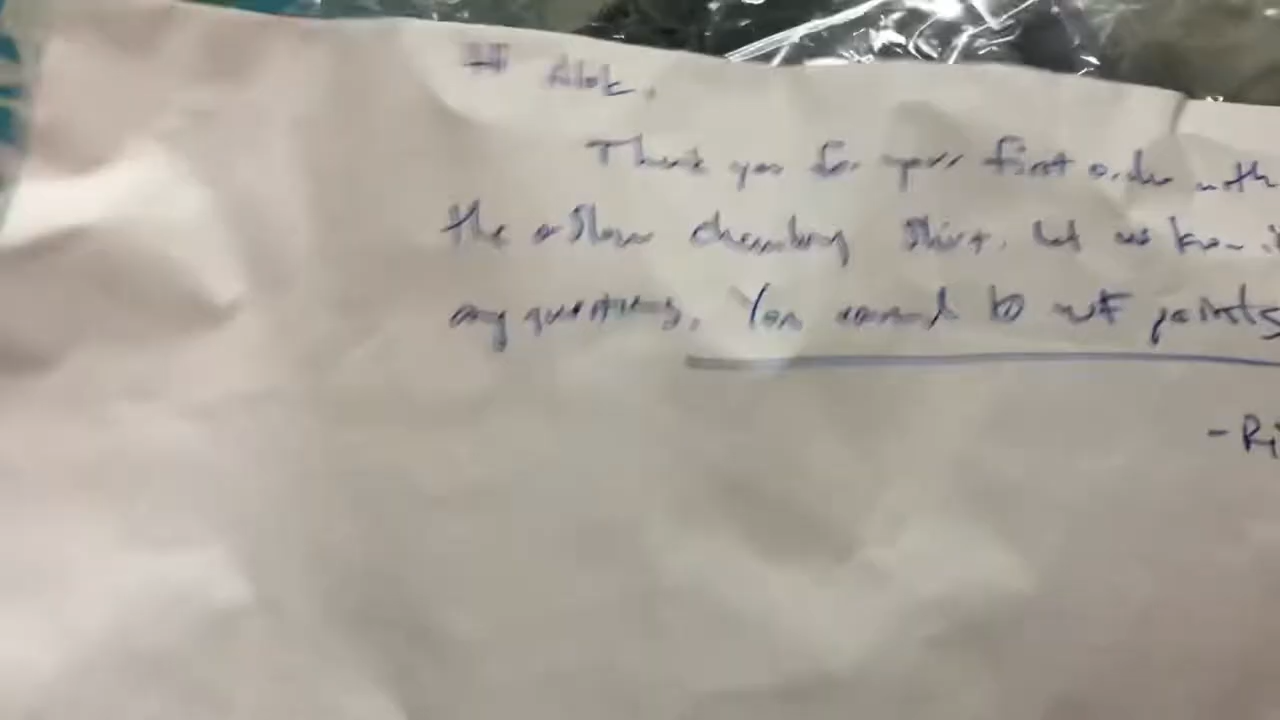 Hi Alok,
Thank you for your first order with
the chambray shirt. Let us know
any questions. You earned points
- Ri